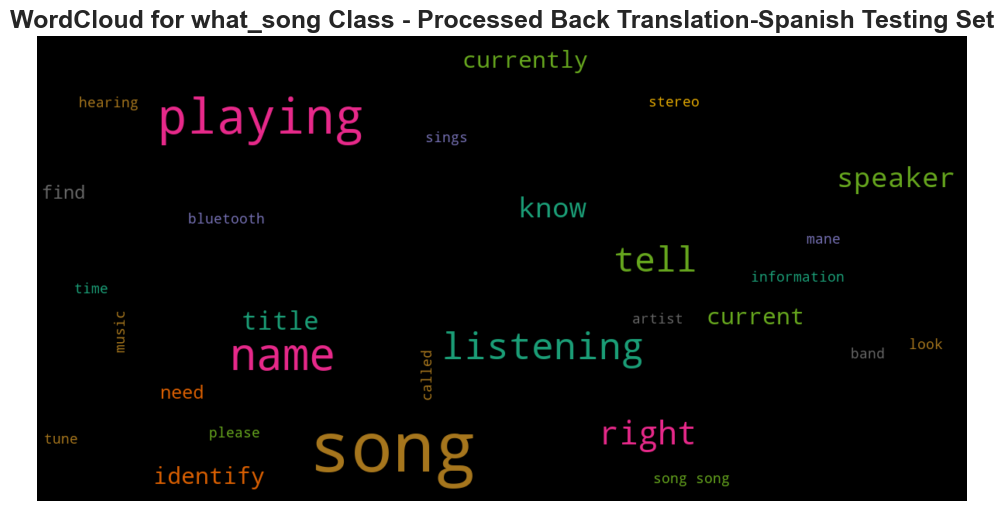 WordCloud for what_song Class - Processed Back Translation-Spanish Testing Set
currently
hearing
playing
stereo
sings
speaker
find
know
bluetooth
mane
tell
information
time
music
title
artist
current
name
listening
called
band
look
need
song
right
please
tune
identify
song song